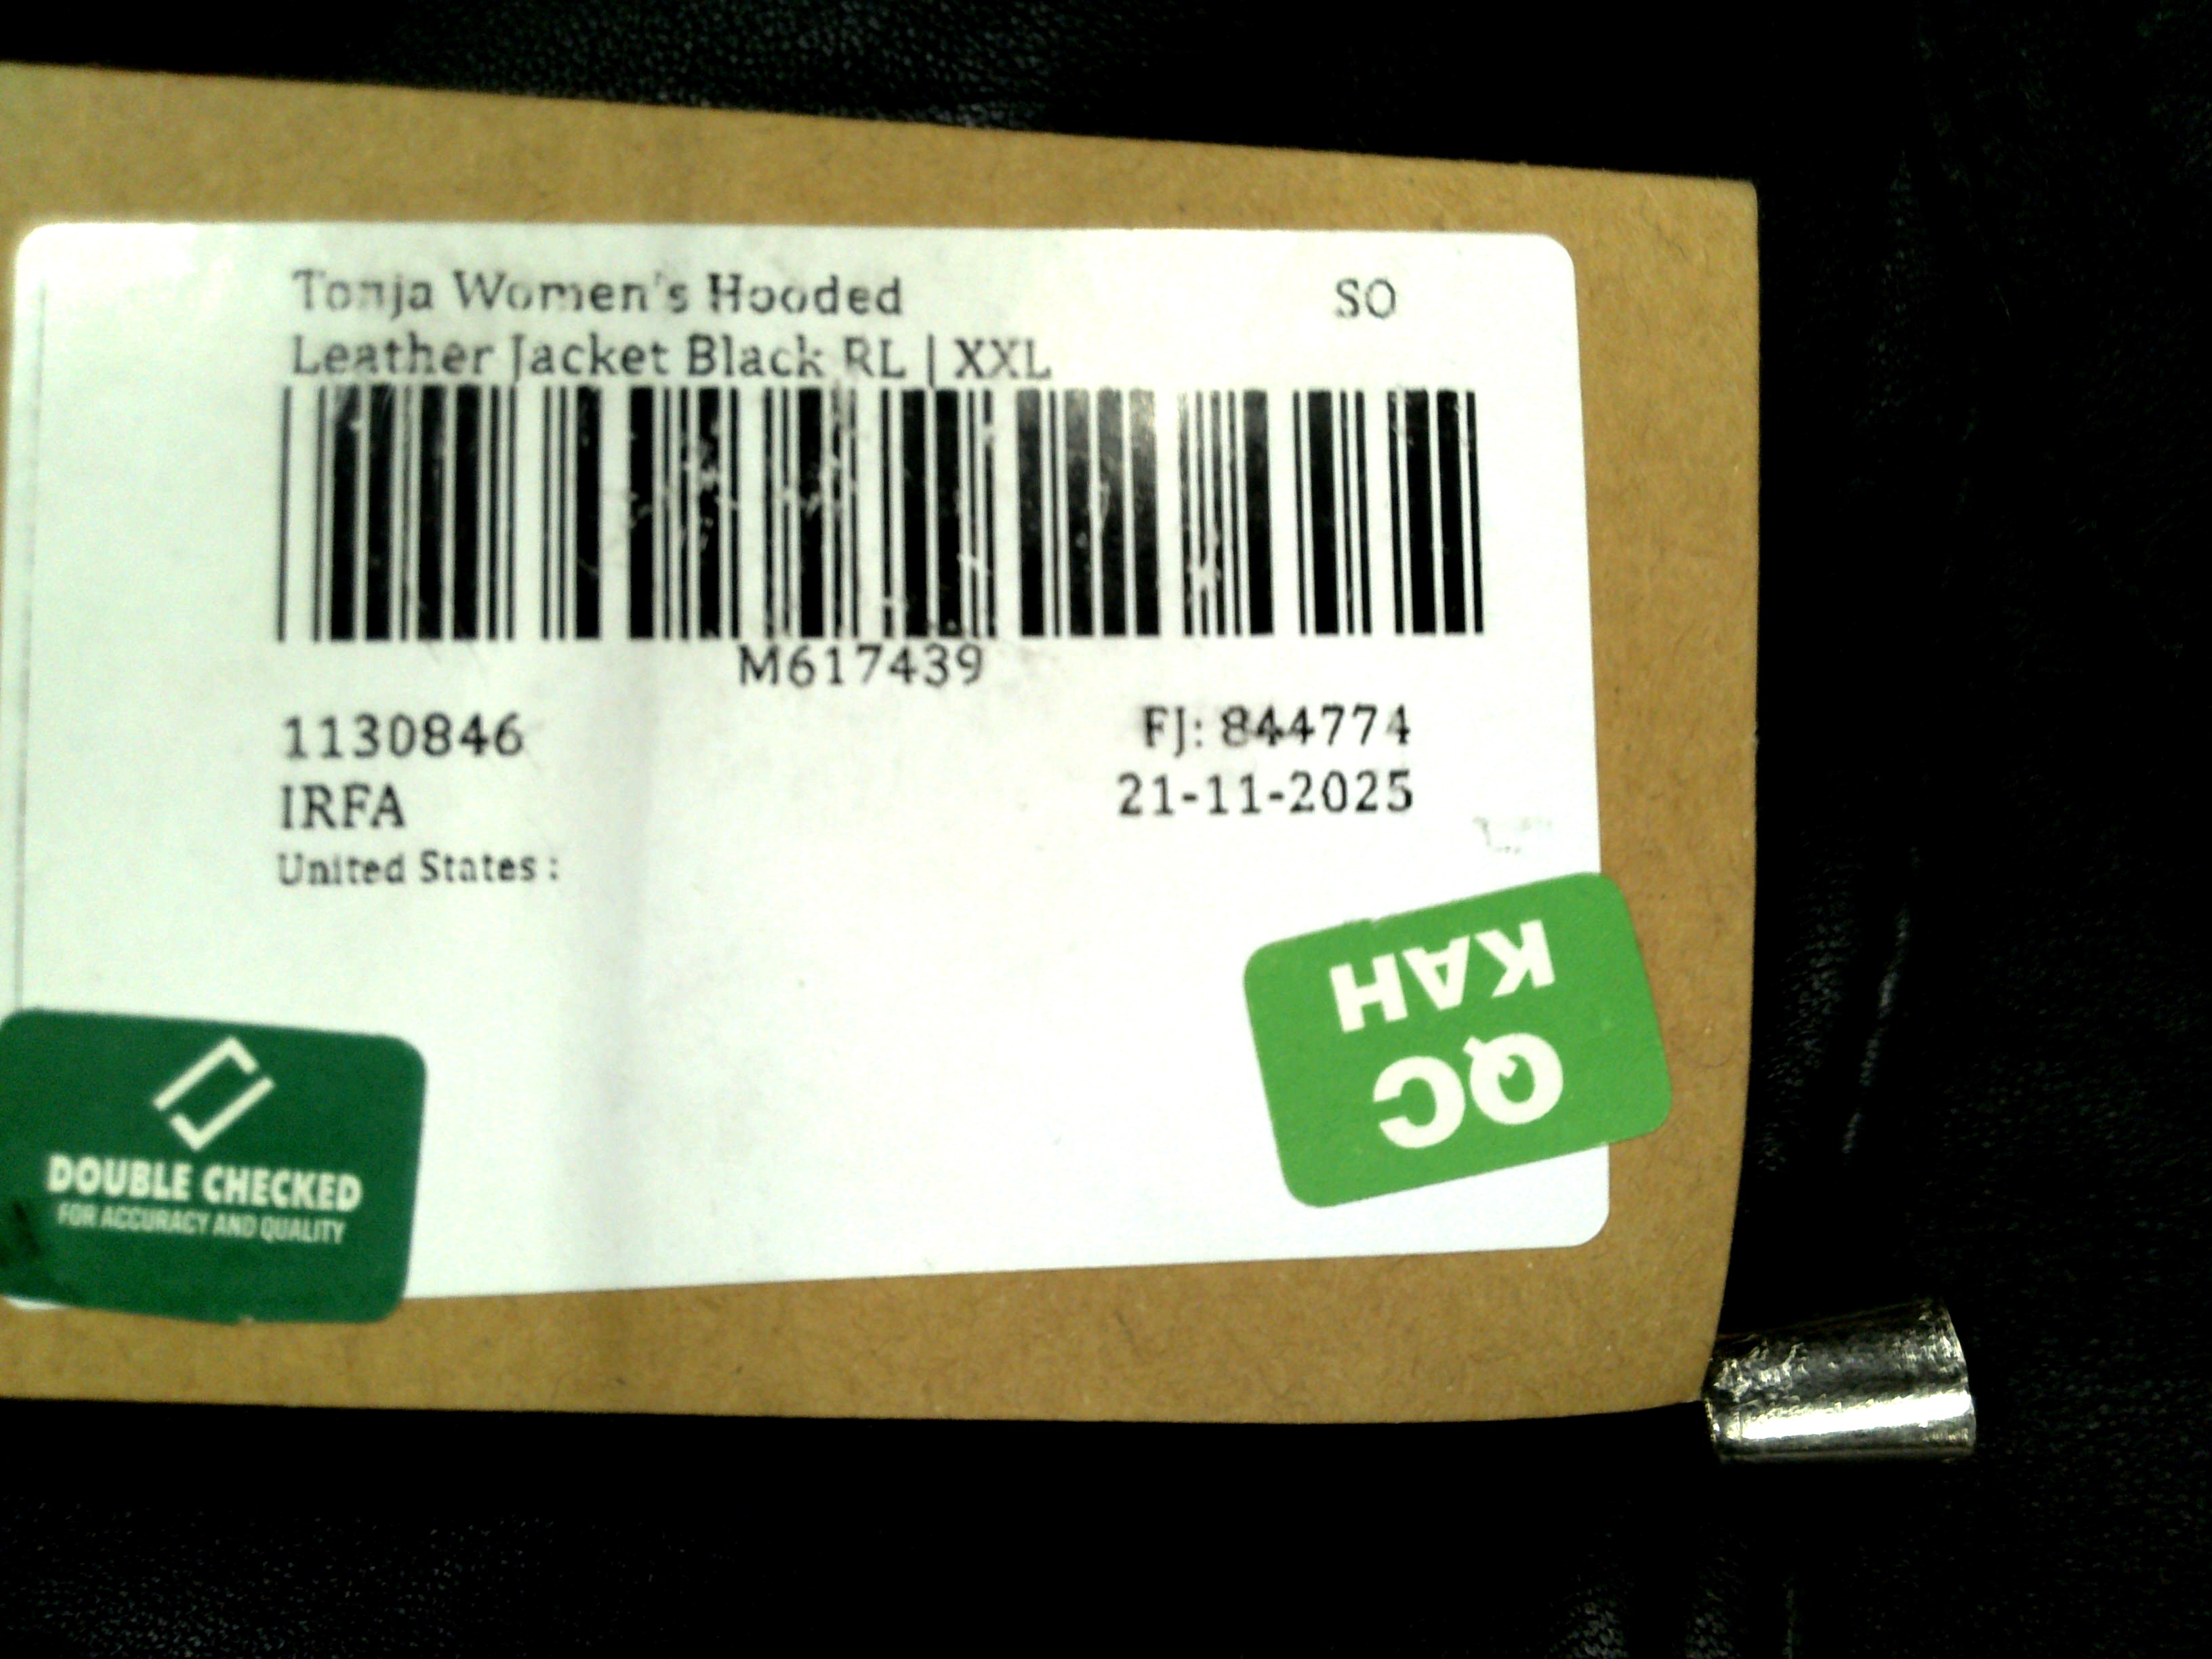 Tonja Women's Hooded
SO
Leather Jacket Black RL | XXL
M617439
1130846
FJ: 844774
IRFA
21-11-2025
United States :
QC
KAH
DOUBLE CHECKED
FOR ACCURACY AND QUALITY